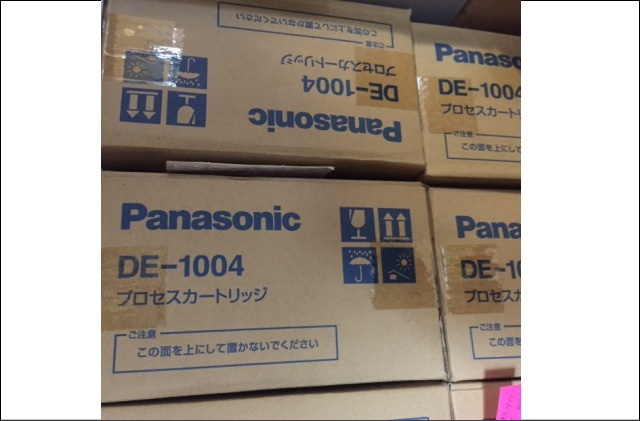 この面を上にして置かないでください
ご注意
プロセスカートリッジ
DE-1004
Panasonic
Panasonic
DE-1004
プロセスカートリ
ご注意
この面を上にして
Panasonic
DE-1004
プロセスカートリッジ
ご注意
この面を上にして置かないでください
Pana
DE-10
プロセスカ
ご注意
この面を